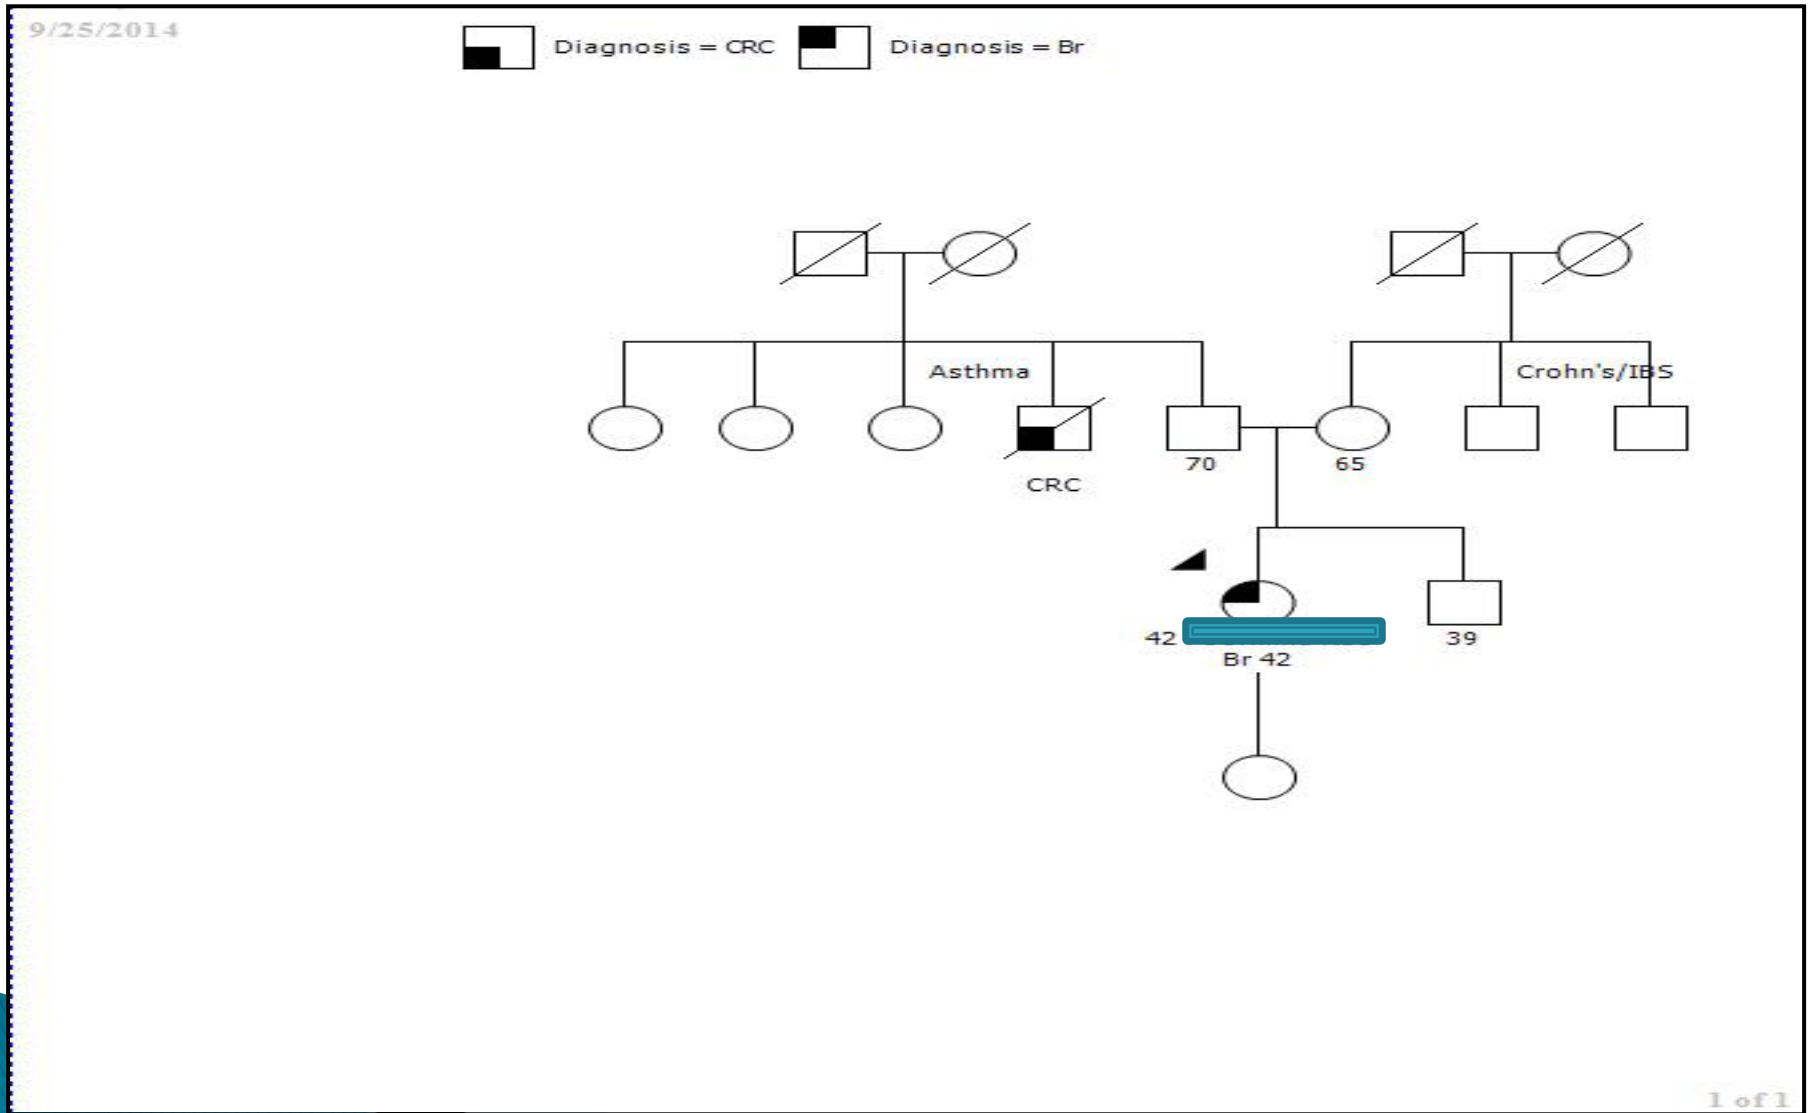 9/25/2014
Diagnosis = CRC
Diagnosis = Br
Asthma
Crohn's/IBS
70
65
CRC
42
39
Br 42
1 of 1